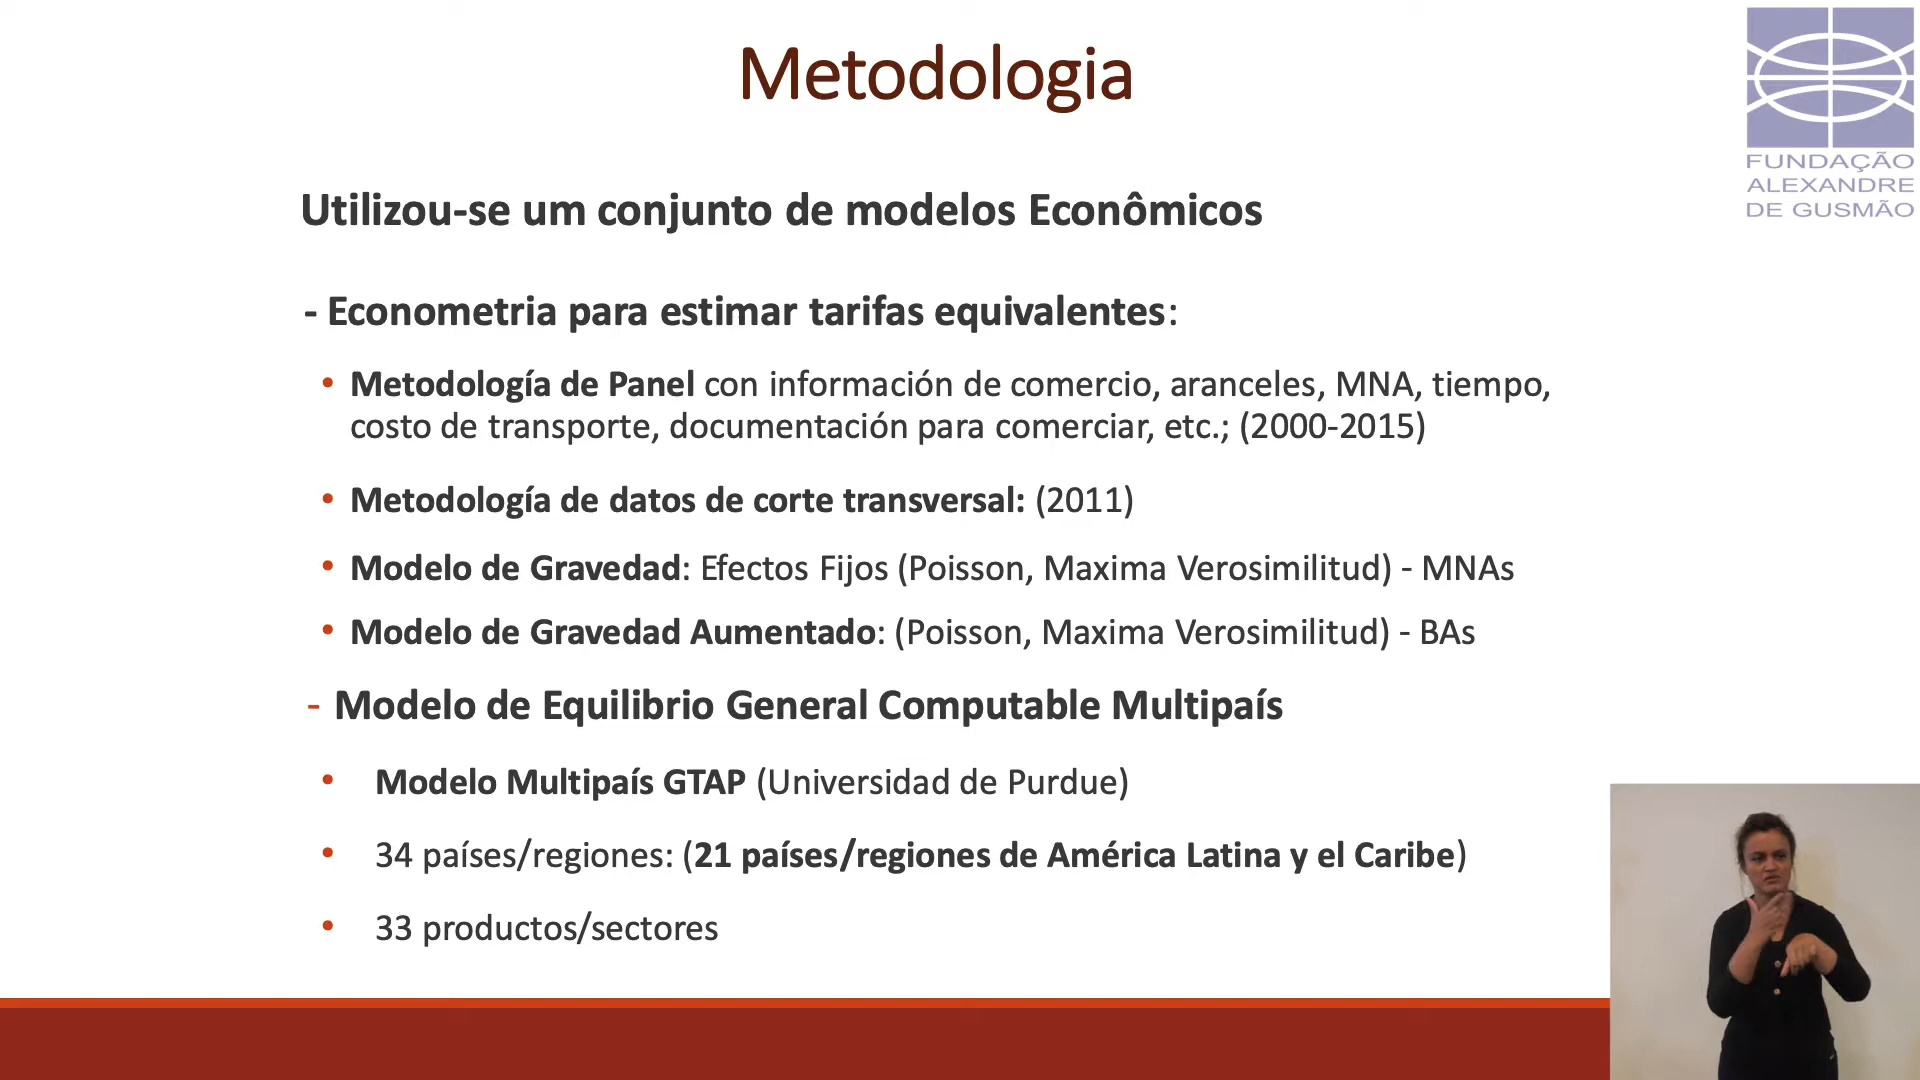 Metodologia
FUNDAÇÃO
ALEXANDRE
DE GUSMÃO
Utilizou-se um conjunto de modelos Econômicos
- Econometria para estimar tarifas equivalentes:
• Metodología de Panel con información de comercio, aranceles, MNA, tiempo,
costo de transporte, documentación para comerciar, etc.; (2000-2015)
• Metodología de datos de corte transversal: (2011)
• Modelo de Gravedad: Efectos Fijos (Poisson, Maxima Verosimilitud) - MNAs
• Modelo de Gravedad Aumentado: (Poisson, Maxima Verosimilitud) - BAs
- Modelo de Equilibrio General Computable Multipaís
• Modelo Multipaís GTAP (Universidad de Purdue)
• 34 países/regiones: (21 países/regiones de América Latina y el Caribe)
• 33 productos/sectores